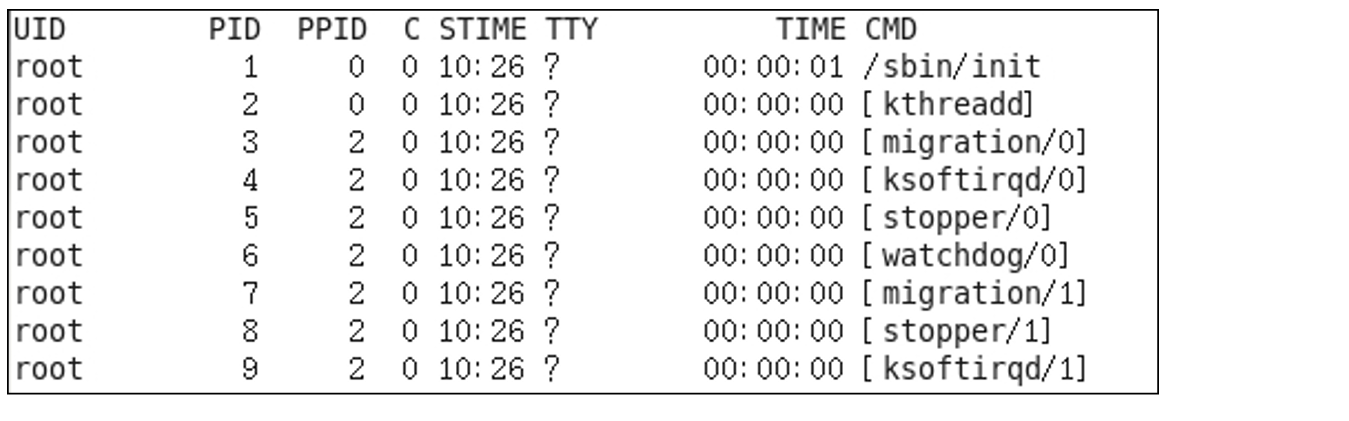 UID        PID  PPID  C STIME TTY          TIME CMD
root         1     0  0 10:26 ?        00:00:01 /sbin/init
root         2     0  0 10:26 ?        00:00:00 [kthreadd]
root         3     2  0 10:26 ?        00:00:00 [migration/0]
root         4     2  0 10:26 ?        00:00:00 [ksoftirqd/0]
root         5     2  0 10:26 ?        00:00:00 [stopper/0]
root         6     2  0 10:26 ?        00:00:00 [watchdog/0]
root         7     2  0 10:26 ?        00:00:00 [migration/1]
root         8     2  0 10:26 ?        00:00:00 [stopper/1]
root         9     2  0 10:26 ?        00:00:00 [ksoftirqd/1]